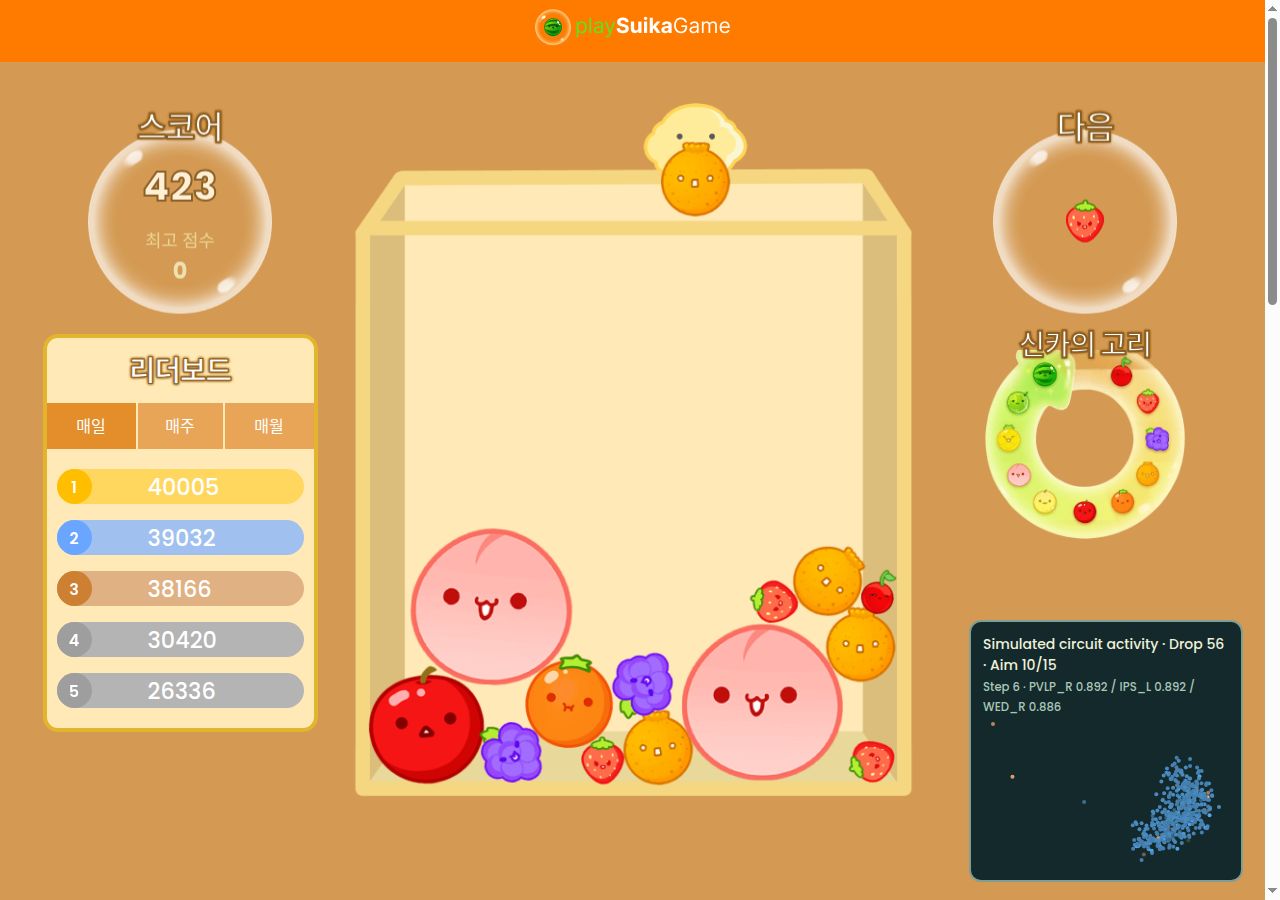 playSuikaGame
스코어
423
최고 점수
0
리더보드
매일 매주 매월
1 40005
2 39032
3 38166
4 30420
5 26336
다음
신카의 고리
Simulated circuit activity · Drop 56
· Aim 10/15
Step 6 · PVLP_R 0.892 / IPS_L 0.892 /
WED_R 0.886